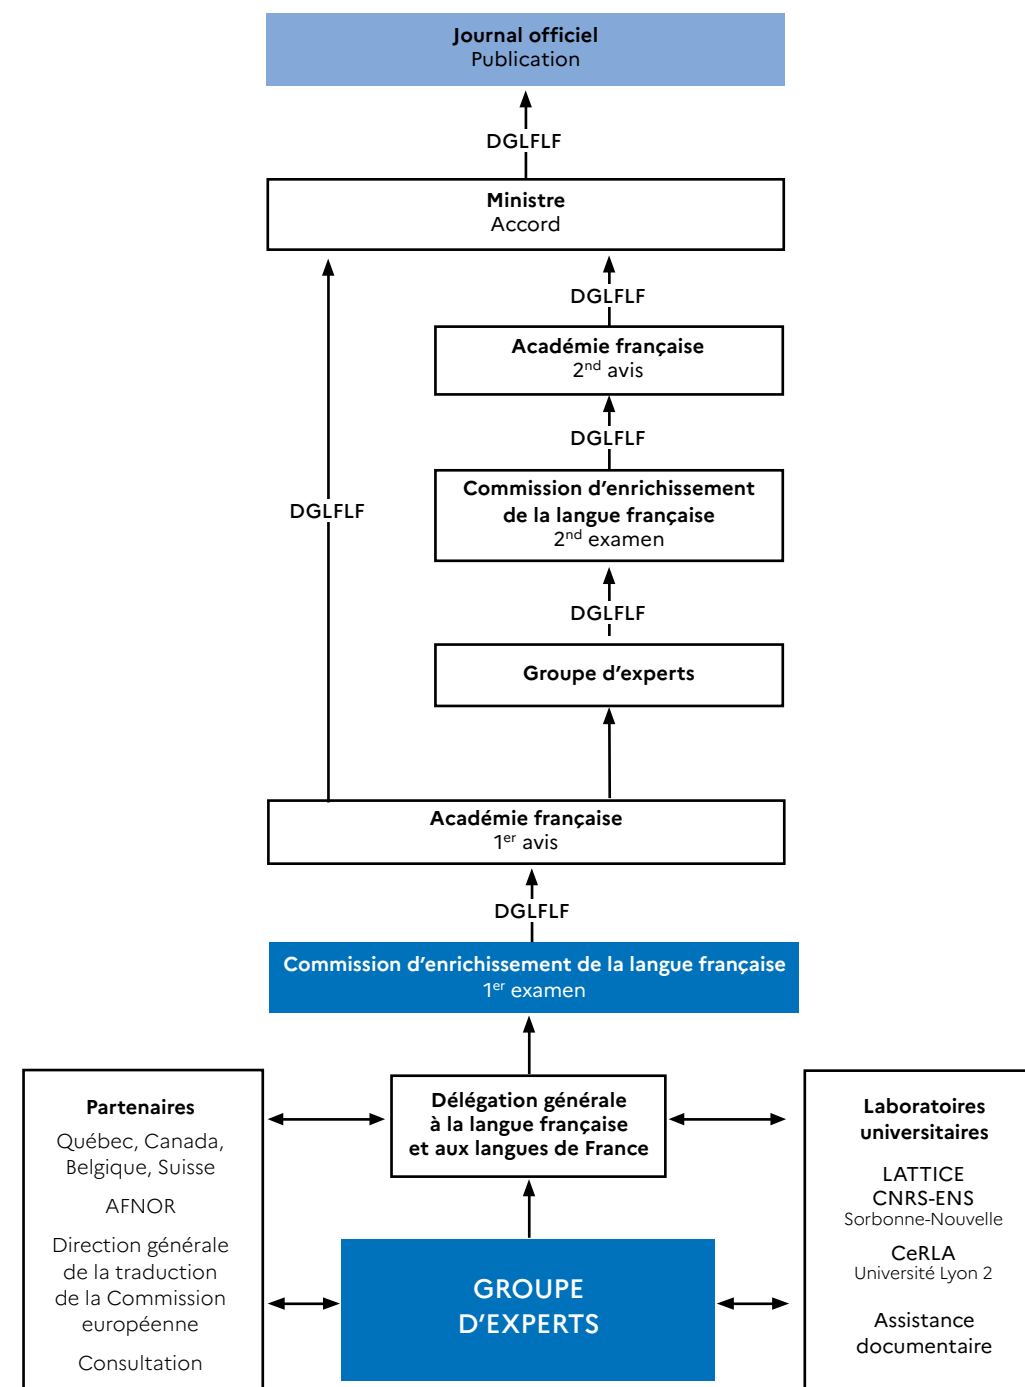 Journal officiel
Publication
DGLFLF
Ministre
Accord
DGLFLF
Académie française
2nd avis
DGLFLF
Commission d’enrichissement
de la langue française
2nd examen
DGLFLF
DGLFLF
Groupe d’experts
Académie française
1er avis
DGLFLF
Commission d’enrichissement de la langue française
1er examen
Partenaires
Québec, Canada,
Belgique, Suisse
AFNOR
Direction générale
de la traduction
de la Commission
européenne
Consultation
Délégation générale
à la langue française
et aux langues de France
GROUPE
D’EXPERTS
Laboratoires
universitaires
LATTICE
CNRS-ENS
Sorbonne-Nouvelle
CeRLA
Université Lyon 2
Assistance
documentaire